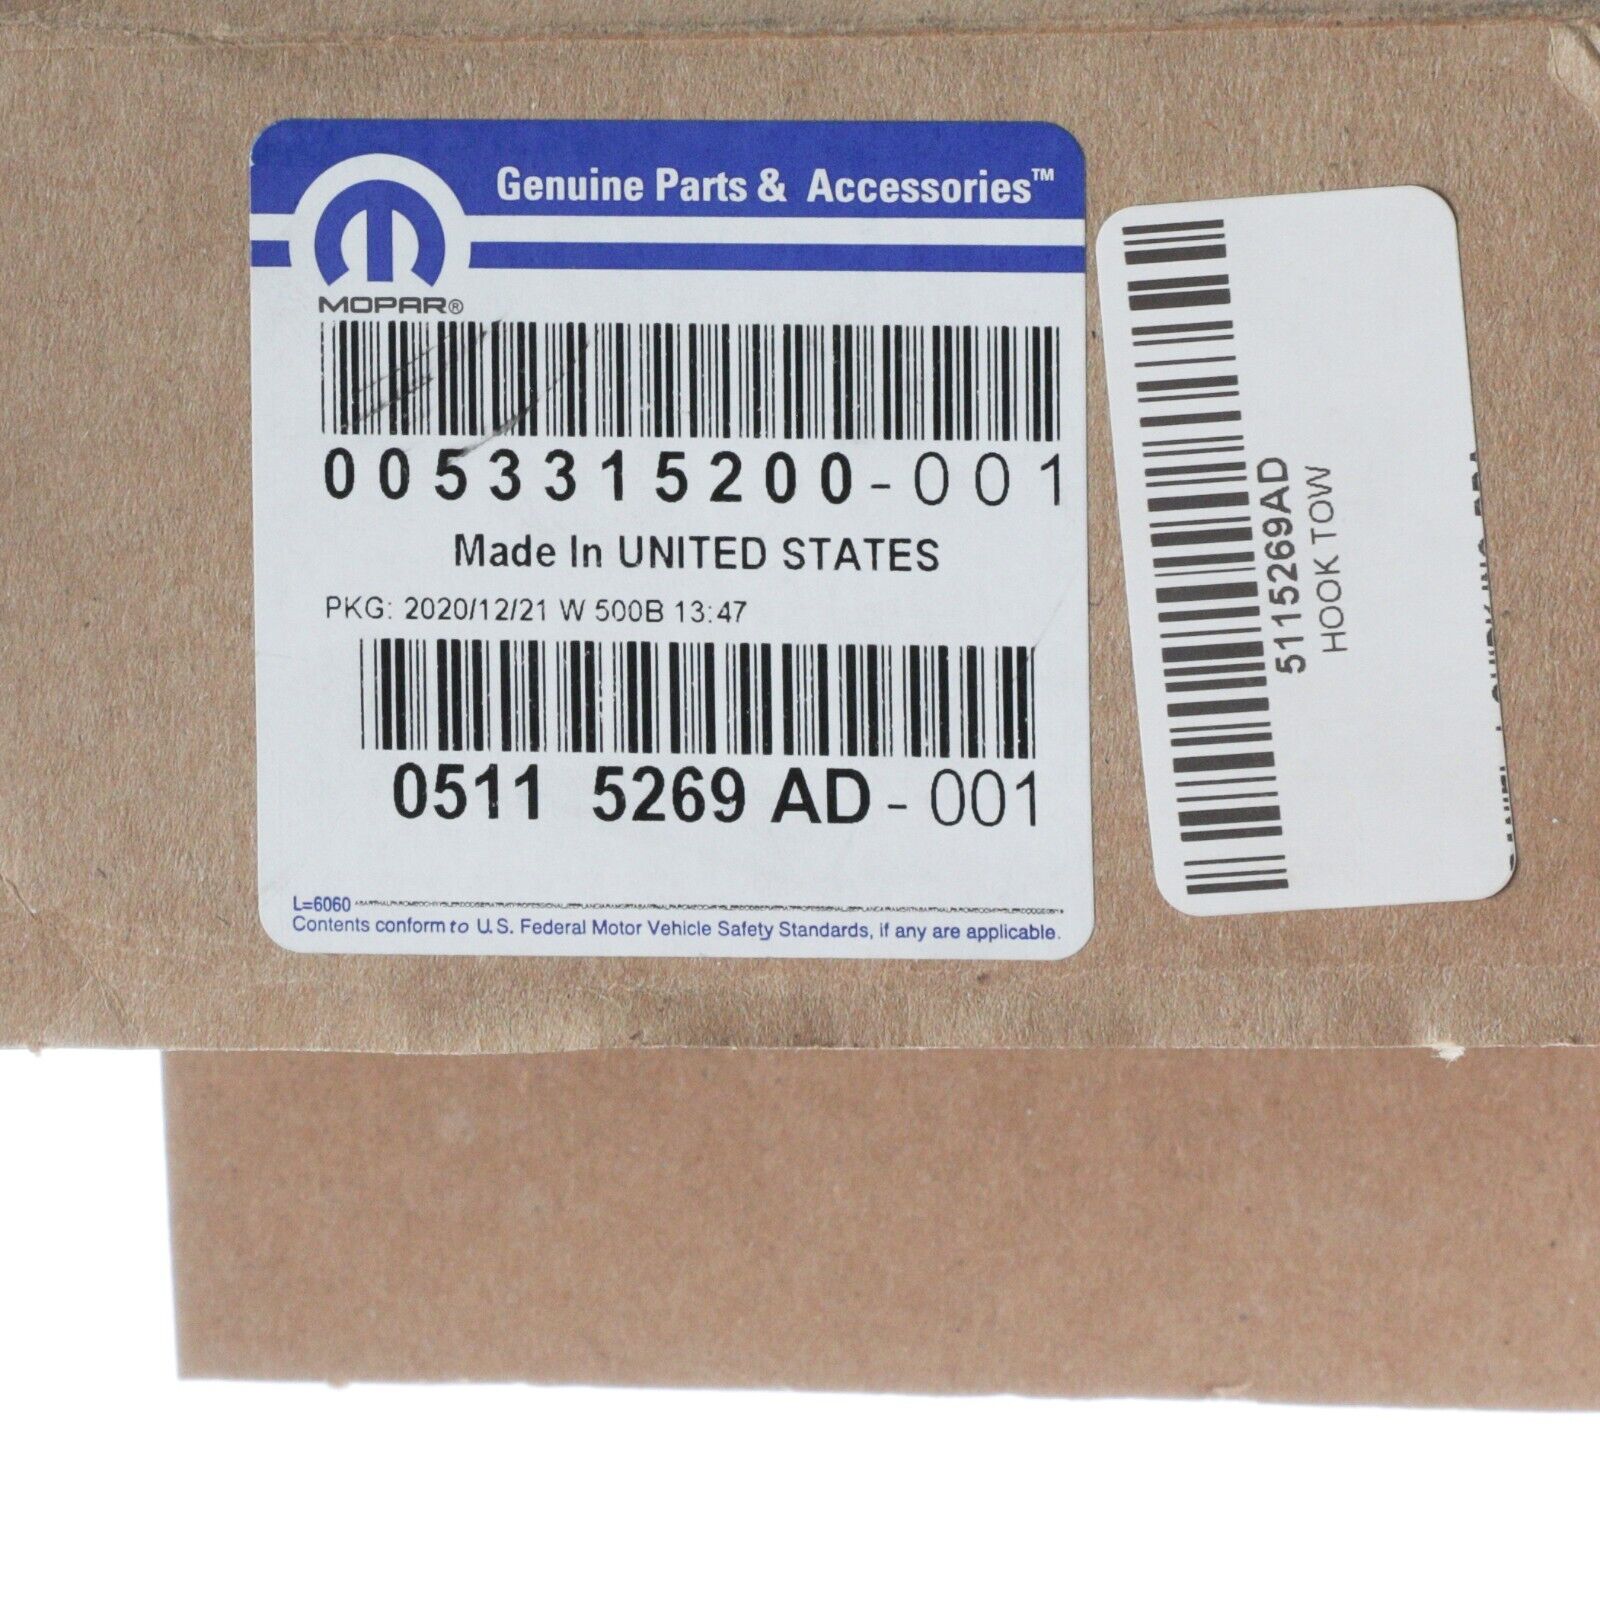 Genuine Parts & Accessories™
MOPAR®
0053315200-001
Made In UNITED STATES
PKG: 2020/12/21 W 500B 13:47
0511 5269 AD-001
L=6060
Contents conform to U.S. Federal Motor Vehicle Safety Standards, if any are applicable.
5115269AD
HOOK TOW